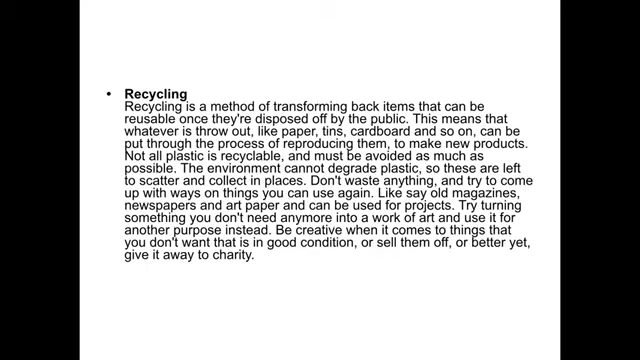 • Recycling
Recycling is a method of transforming back items that can be
reusable once they're disposed off by the public. This means that
whatever is throw out, like paper, tins, cardboard and so on, can be
put through the process of reproducing them, to make new products.
Not all plastic is recyclable, and must be avoided as much as
possible. The environment cannot degrade plastic, so these are left
to scatter and collect in places. Don't waste anything, and try to come
up with ways on things you can use again. Like say old magazines,
newspapers and art paper and can be used for projects. Try turning
something you don't need anymore into a work of art and use it for
another purpose instead. Be creative when it comes to things that
you don't want that is in good condition, or sell them off, or better yet,
give it away to charity.